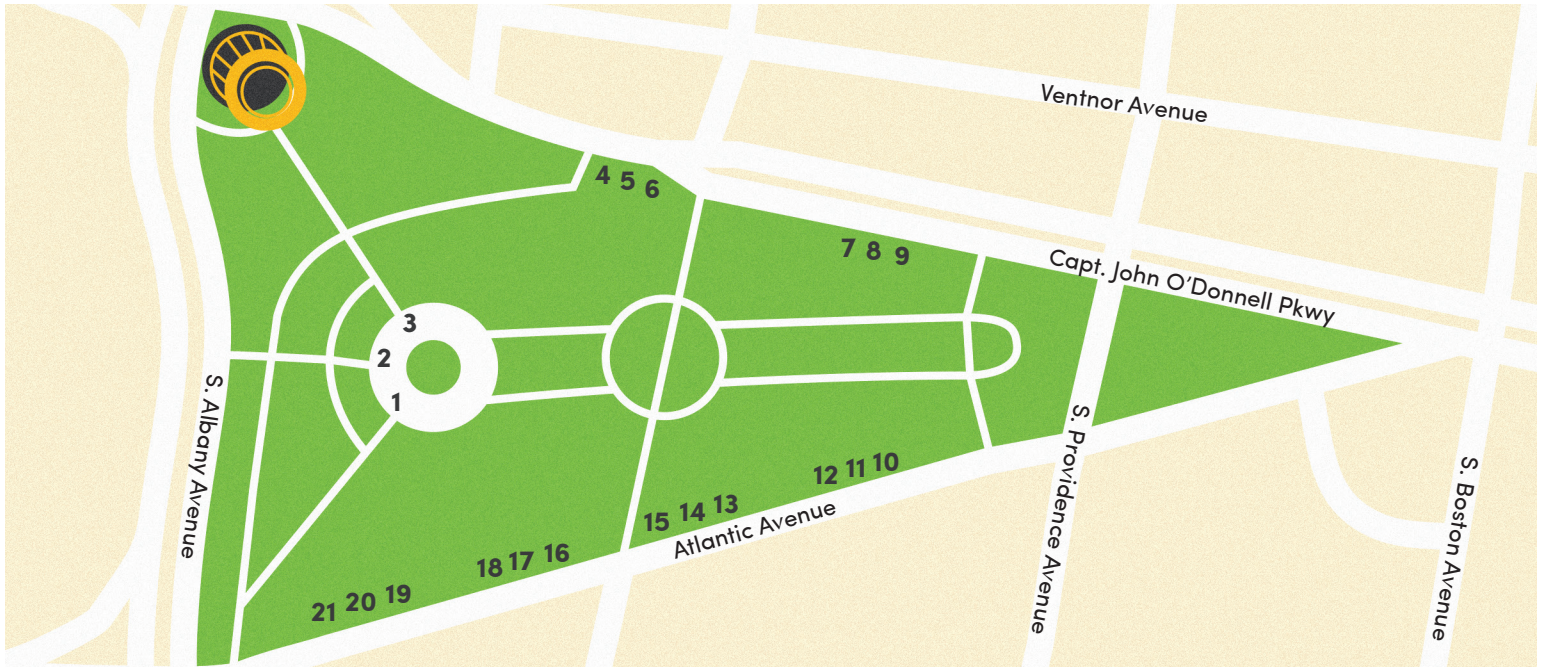 Ventnor Avenue
4 5 6
7 8 9
Capt. John O'Donnell Pkwy
3
2
1
S. Albany Avenue
S. Providence Avenue
S. Boston Avenue
12 11 10
15 14 13
Atlantic Avenue
18 17 16
21 20 19